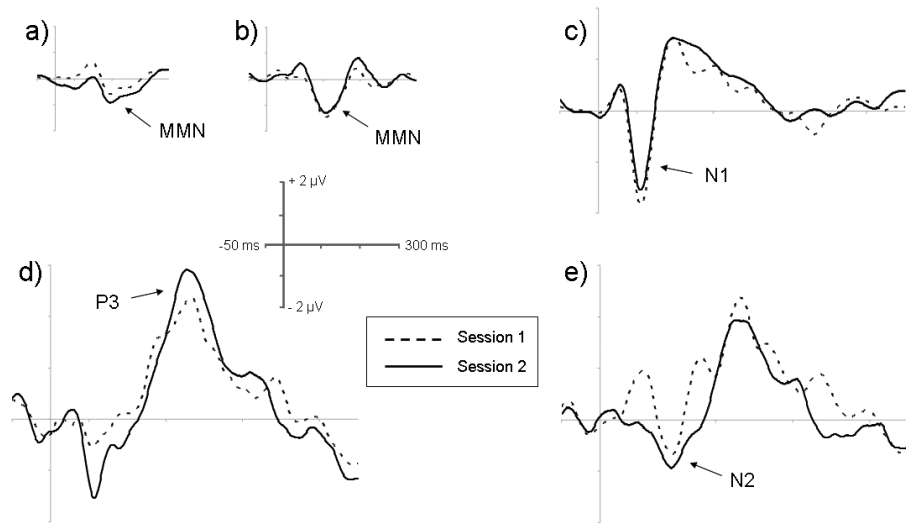 a)
b)
c)
MMN
MMN
N1
+ 2 µV
-50 ms
300 ms
- 2 µV
d)
P3
e)
Session 1
Session 2
N2